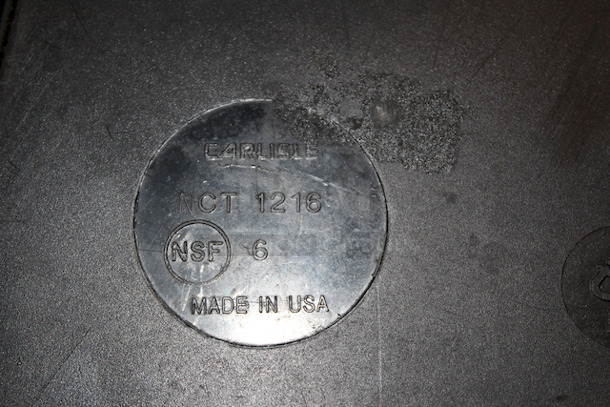 CARLISLE
NCT 1216
NSF 6
MADE IN USA